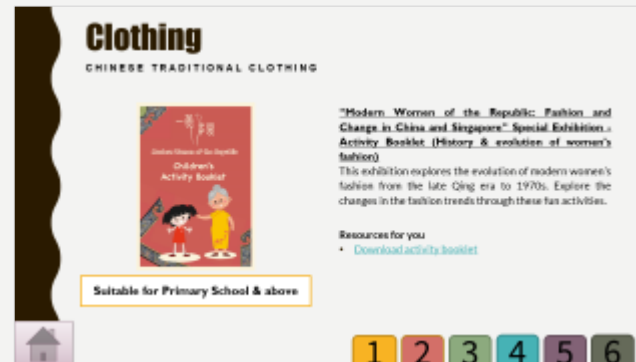 Clothing
CHINESE TRADITIONAL CLOTHING
Children's
Activity Booklet
Suitable for Primary School & above
"Modern Women of the Republic: Fashion and
Change in China and Singapore" Special Exhibition -
Activity Booklet (History & evolution of women's
fashion)
This exhibition explores the evolution of modern women's
fashion from the late Qing era to 1970s. Explore the
changes in the fashion trends through these fun activities.
Resources for you
• Download activity booklet
1 2 3 4 5 6